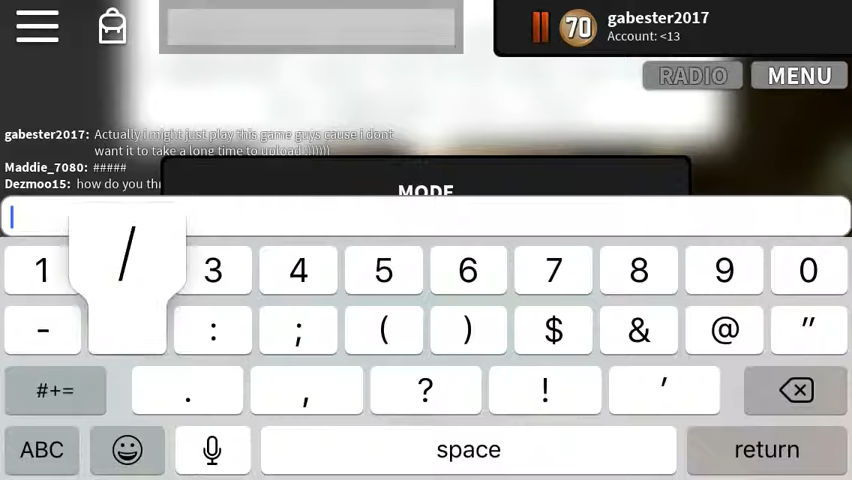 70
gabester2017
Account: <13
RADIO
MENU
gabester2017: Actually i might just play this game guys cause i dont
want it to take a long time to upload :))))))
Maddie_7080: #####
Dezmoo15: how do you
MODE
/
1 3 4 5 6 7 8 9 0
- : ; ( ) $ & @ "
#+= . , ? ! '
ABC space return